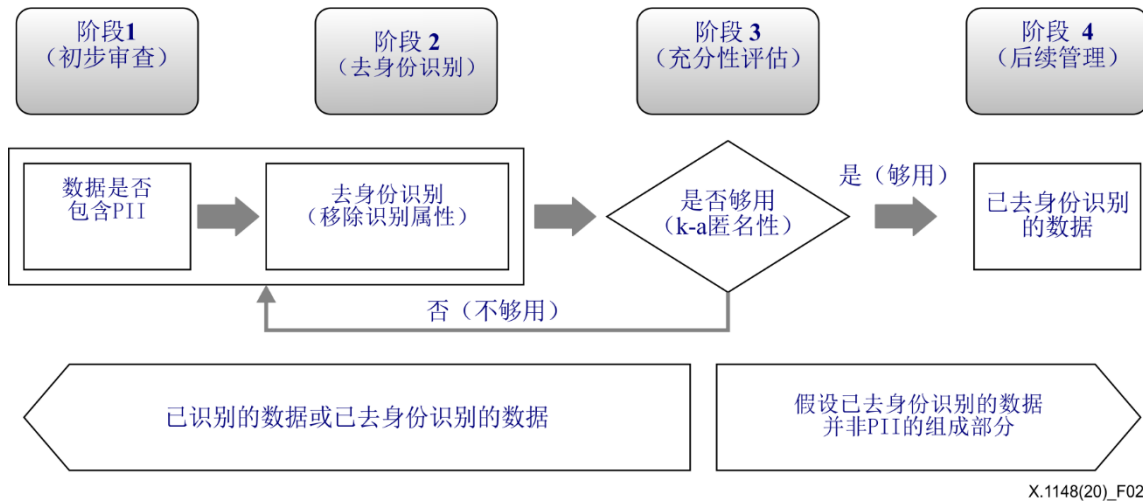 阶段1
（初步审查）
阶段 2
（去身份识别）
阶段 3
（充分性评估）
阶段 4
（后续管理）
数据是否
包含PII
去身份识别
（移除识别属性）
是否够用
（k-a匿名性）
是（够用）
已去身份识别
的数据
否（不够用）
已识别的数据或已去身份识别的数据
假设已去身份识别的数据
并非PII的组成部分
X.1148(20)_F02